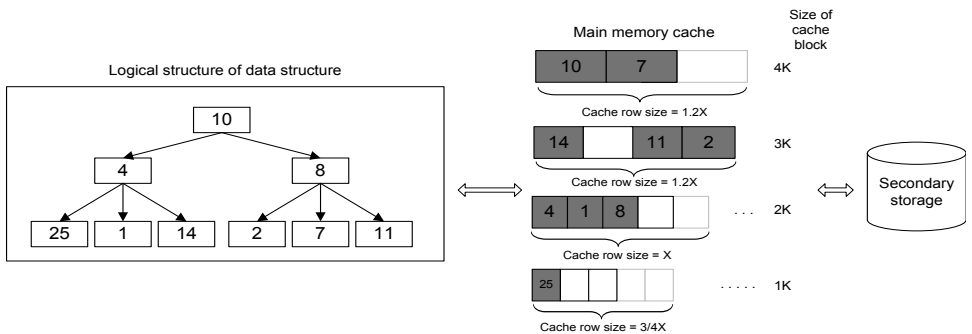 Logical structure of data structure
10
4
8
25
1
14
2
7
11
Main memory cache
Size of
cache
block
10 7
4K
Cache row size = 1.2X
14 11 2
3K
Cache row size = 1.2X
4 1 8
. . .
2K
Cache row size = X
25
. . . . .
1K
Cache row size = 3/4X
Secondary
storage